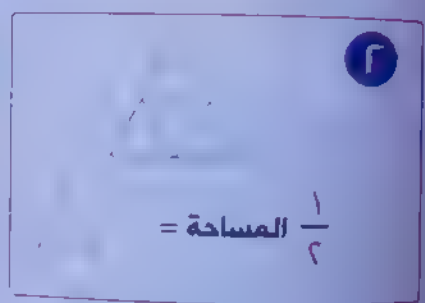 ٢
١/٢ المساحة =